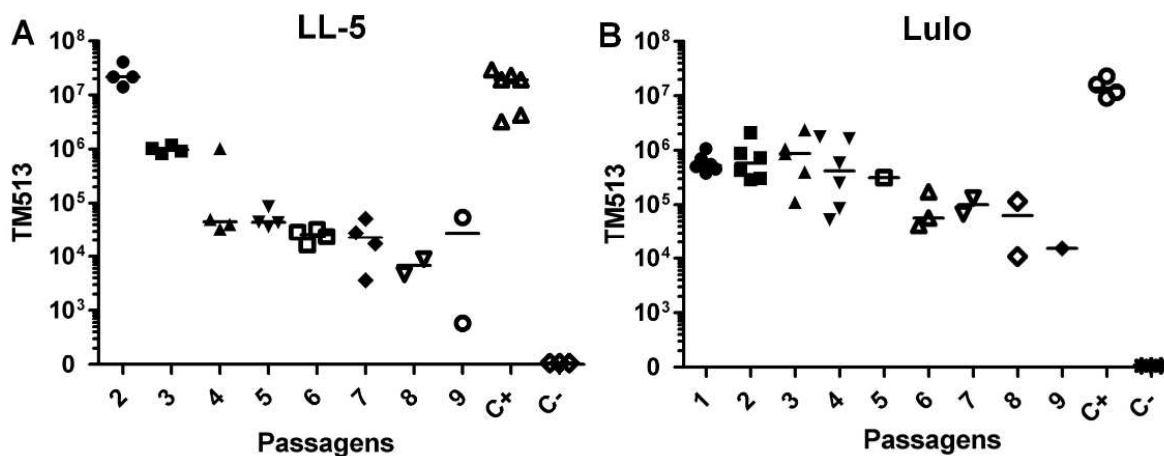 A LL-5
TM513
10⁸
10⁷
10⁶
10⁵
10⁴
10³
0
2 3 4 5 6 7 8 9 C+ C-
Passagens
B Lulo
TM513
10⁸
10⁷
10⁶
10⁵
10⁴
10³
0
1 2 3 4 5 6 7 8 9 C+ C-
Passagens